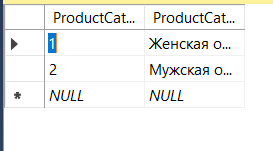 ProductCat... ProductCat...
1 Женская о...
2 Мужская о...
* NULL NULL